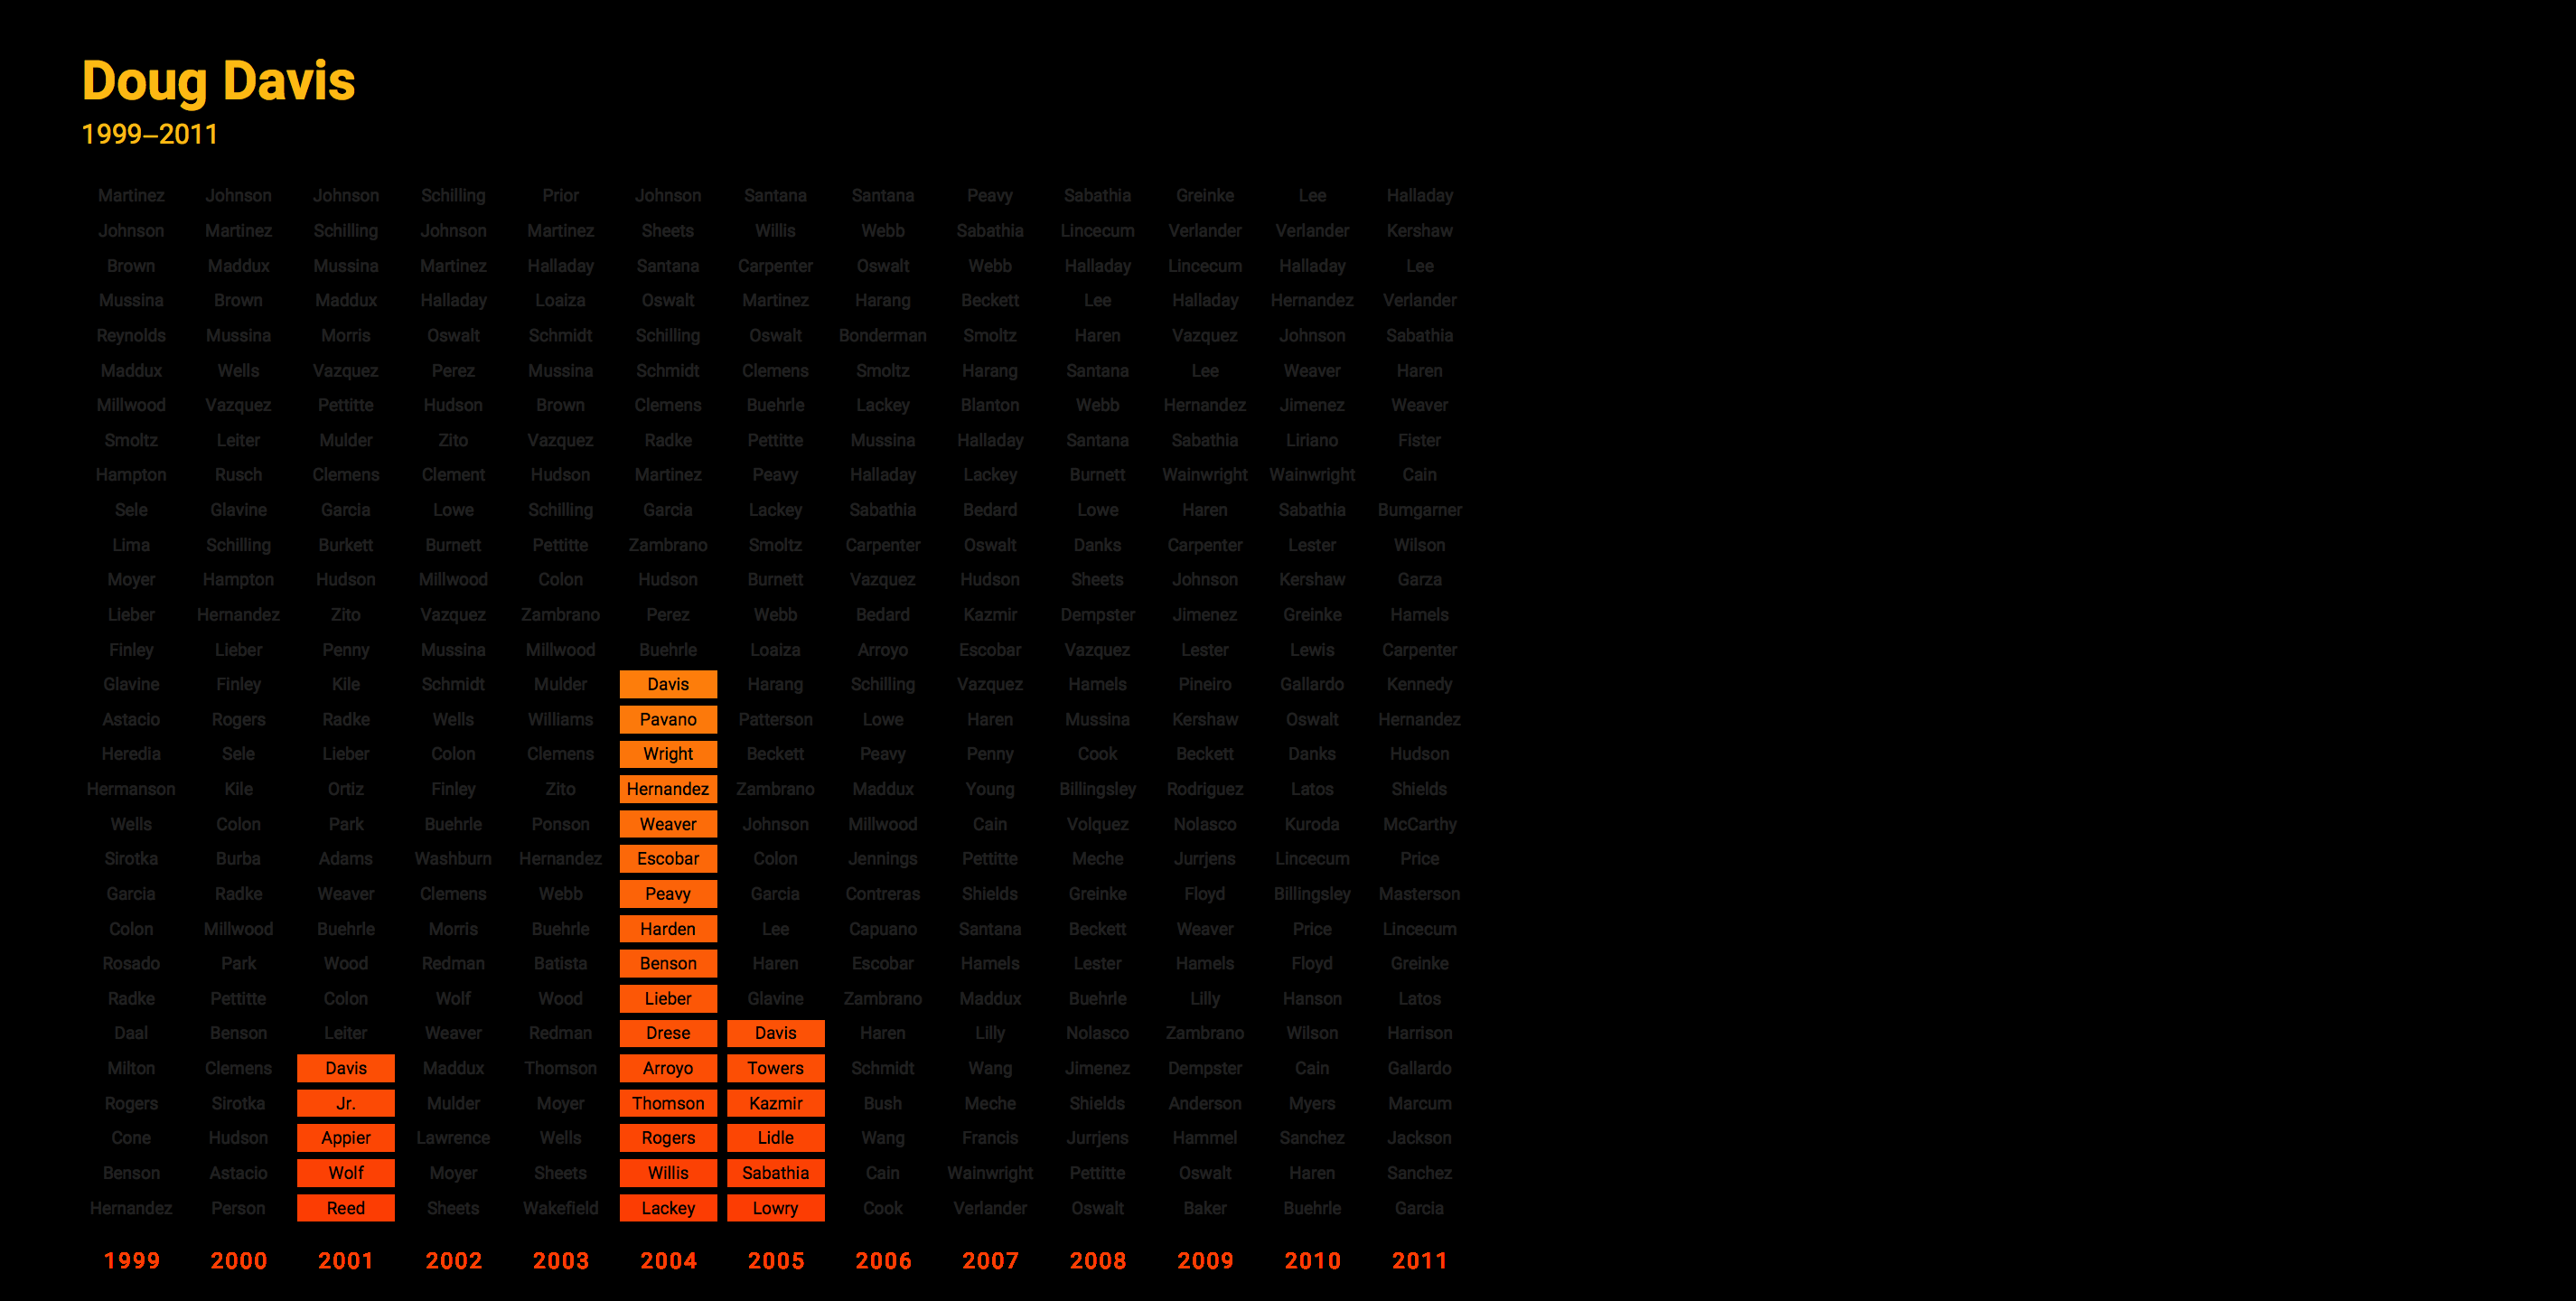 Doug Davis
1999–2011
Martinez Johnson Johnson Schilling Prior Johnson Santana Santana Peavy Sabathia Greinke Lee Halladay
Johnson Martinez Schilling Johnson Martinez Sheets Willis Webb Sabathia Lincecum Verlander Verlander Kershaw
Brown Maddux Mussina Martinez Halladay Santana Carpenter Oswalt Webb Halladay Lincecum Halladay Lee
Mussina Brown Maddux Halladay Loaiza Oswalt Martinez Harang Beckett Lee Halladay Hernandez Verlander
Reynolds Mussina Morris Oswalt Schmidt Schilling Oswalt Bonderman Smoltz Haren Vazquez Johnson Sabathia
Maddux Wells Vazquez Perez Mussina Schmidt Clemens Smoltz Harang Santana Lee Weaver Haren
Millwood Vazquez Pettitte Hudson Brown Clemens Buehrle Lackey Blanton Webb Hernandez Jimenez Weaver
Smoltz Leiter Mulder Zito Vazquez Radke Pettitte Mussina Halladay Santana Sabathia Liriano Fister
Hampton Rusch Clemens Clement Hudson Martinez Peavy Halladay Lackey Burnett Wainwright Wainwright Cain
Sele Glavine Garcia Lowe Schilling Garcia Lackey Sabathia Bedard Lowe Haren Sabathia Bumgarner
Lima Schilling Burkett Burnett Pettitte Zambrano Smoltz Carpenter Oswalt Danks Carpenter Lester Wilson
Moyer Hampton Hudson Millwood Colon Hudson Burnett Vazquez Hudson Sheets Johnson Kershaw Garza
Lieber Hernandez Zito Vazquez Zambrano Perez Webb Bedard Kazmir Dempster Jimenez Greinke Hamels
Finley Lieber Penny Mussina Millwood Buehrle Loaiza Arroyo Escobar Vazquez Lester Lewis Carpenter
Glavine Finley Kile Schmidt Mulder Davis Harang Schilling Vazquez Hamels Pineiro Gallardo Kennedy
Astacio Rogers Radke Wells Williams Pavano Patterson Lowe Haren Mussina Kershaw Oswalt Hernandez
Heredia Sele Lieber Colon Clemens Wright Beckett Peavy Penny Cook Beckett Danks Hudson
Hermanson Kile Ortiz Finley Zito Hernandez Zambrano Maddux Young Billingsley Rodriguez Latos Shields
Wells Colon Park Buehrle Ponson Weaver Johnson Millwood Cain Volquez Nolasco Kuroda McCarthy
Sirotka Burba Adams Washburn Hernandez Escobar Colon Jennings Pettitte Meche Jurrjens Lincecum Price
Garcia Radke Weaver Clemens Webb Peavy Garcia Contreras Shields Greinke Floyd Billingsley Masterson
Colon Millwood Buehrle Morris Buehrle Harden Lee Capuano Santana Beckett Weaver Price Lincecum
Rosado Park Wood Redman Batista Benson Haren Escobar Hamels Lester Hamels Floyd Greinke
Radke Pettitte Colon Wolf Wood Lieber Glavine Zambrano Maddux Buehrle Lilly Hanson Latos
Daal Benson Leiter Weaver Redman Drese Davis Haren Lilly Nolasco Zambrano Wilson Harrison
Milton Clemens Davis Maddux Thomson Arroyo Towers Schmidt Wang Jimenez Dempster Cain Gallardo
Rogers Sirotka Jr. Mulder Moyer Thomson Kazmir Bush Meche Shields Anderson Myers Marcum
Cone Hudson Appier Lawrence Wells Rogers Lidle Wang Francis Jurrjens Hammel Sanchez Jackson
Benson Astacio Wolf Moyer Sheets Willis Sabathia Cain Wainwright Pettitte Oswalt Haren Sanchez
Hernandez Person Reed Sheets Wakefield Lackey Lowry Cook Verlander Oswalt Baker Buehrle Garcia
1999 2000 2001 2002 2003 2004 2005 2006 2007 2008 2009 2010 2011